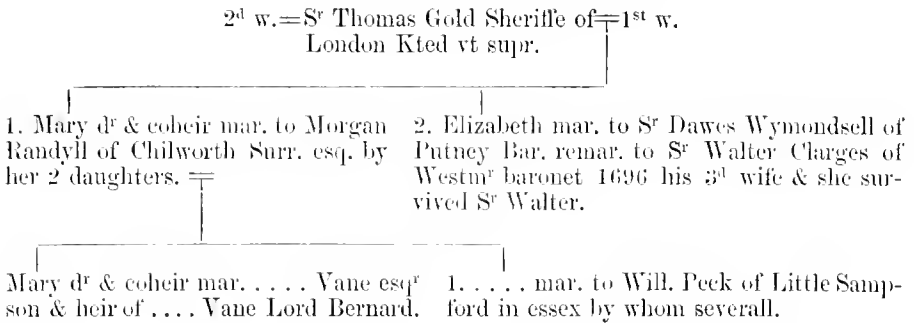 2ᵈ w.=Sʳ Thomas Gold Sheriffe of=1ˢᵗ w.
London Kted vt supr.
1. Mary dʳ & coheir mar. to Morgan
Randyll of Chilworth Surr. esq. by
her 2 daughters. =
2. Elizabeth mar. to Sʳ Dawes Wymondsell of
Putney Bar. remar. to Sʳ Walter Clarges of
Westmʳ baronet 1696 his 3ᵈ wife & she sur-
vived Sʳ Walter.
Mary dʳ & coheir mar. . . . . . Vane esqʳ
son & heir of . . . . Vane Lord Bernard.
1. . . . . . mar. to Will. Peck of Little Samp-
ford in essex by whom severall.